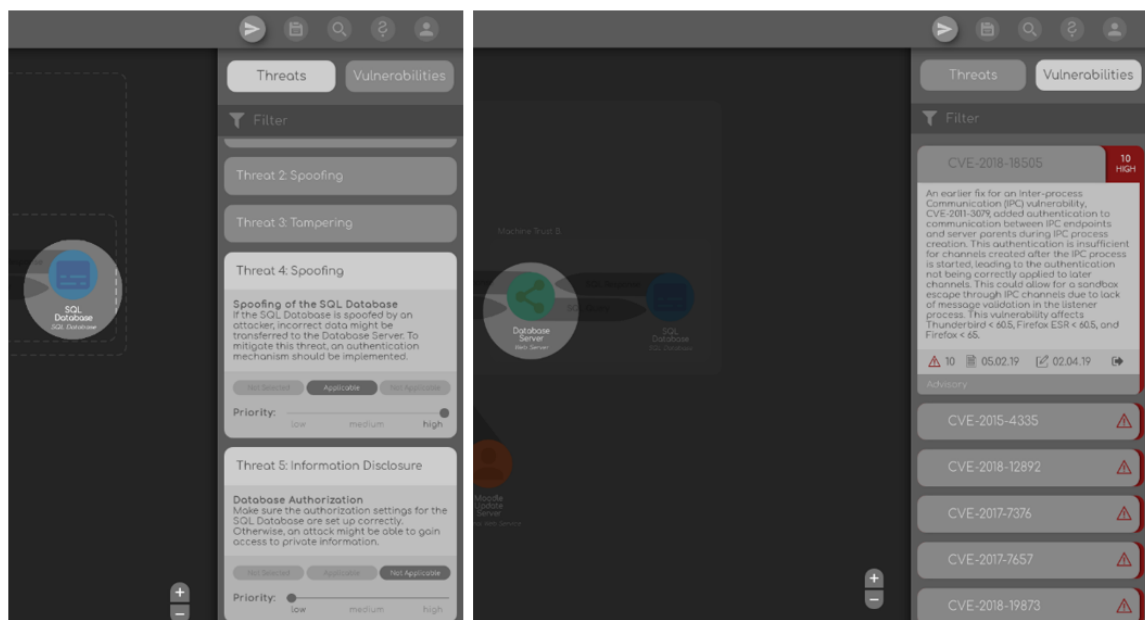 Threats
Vulnerabilities
Filter
Threat 2: Spoofing
Threat 3: Tampering
Threat 4: Spoofing
Spoofing of the SQL Database
If the SQL Database is spoofed by an
attacker, incorrect data might be
transferred to the Database Server. To
mitigate this threat, an authentication
mechanism should be implemented.
Not Selected
Applicable
Not Applicable
Priority:
low
medium
high
Threat 5: Information Disclosure
Database Authorization
Make sure the authorization settings for the
SQL Database are set up correctly.
Otherwise, an attack might be able to gain
access to private information.
Not Selected
Applicable
Not Applicable
Priority:
low
medium
high
SQL
Database
SQL Database
Threats
Vulnerabilities
Filter
CVE-2018-18505
10
HIGH
An earlier fix for an Inter-process
Communication (IPC) vulnerability,
CVE-2011-3079, added authentication to
communication between IPC endpoints
and server parents during IPC process
creation. This authentication is insufficient
for channels created after the IPC process
is started, leading to the authentication
not being correctly applied to later
channels. This could allow for a sandbox
escape through IPC channels due to lack
of message validation in the listener
process. This vulnerability affects
Thunderbird < 60.5, Firefox ESR < 60.5, and
Firefox < 65.
10
05.02.19
02.04.19
Advisory
CVE-2015-4335
CVE-2018-12892
CVE-2017-7376
CVE-2017-7657
CVE-2018-19873
Machine Trust B
SQL Response
Database
Server
Web Server
SQL
Database
SQL Database
Moodle
Update
Server
Web Service